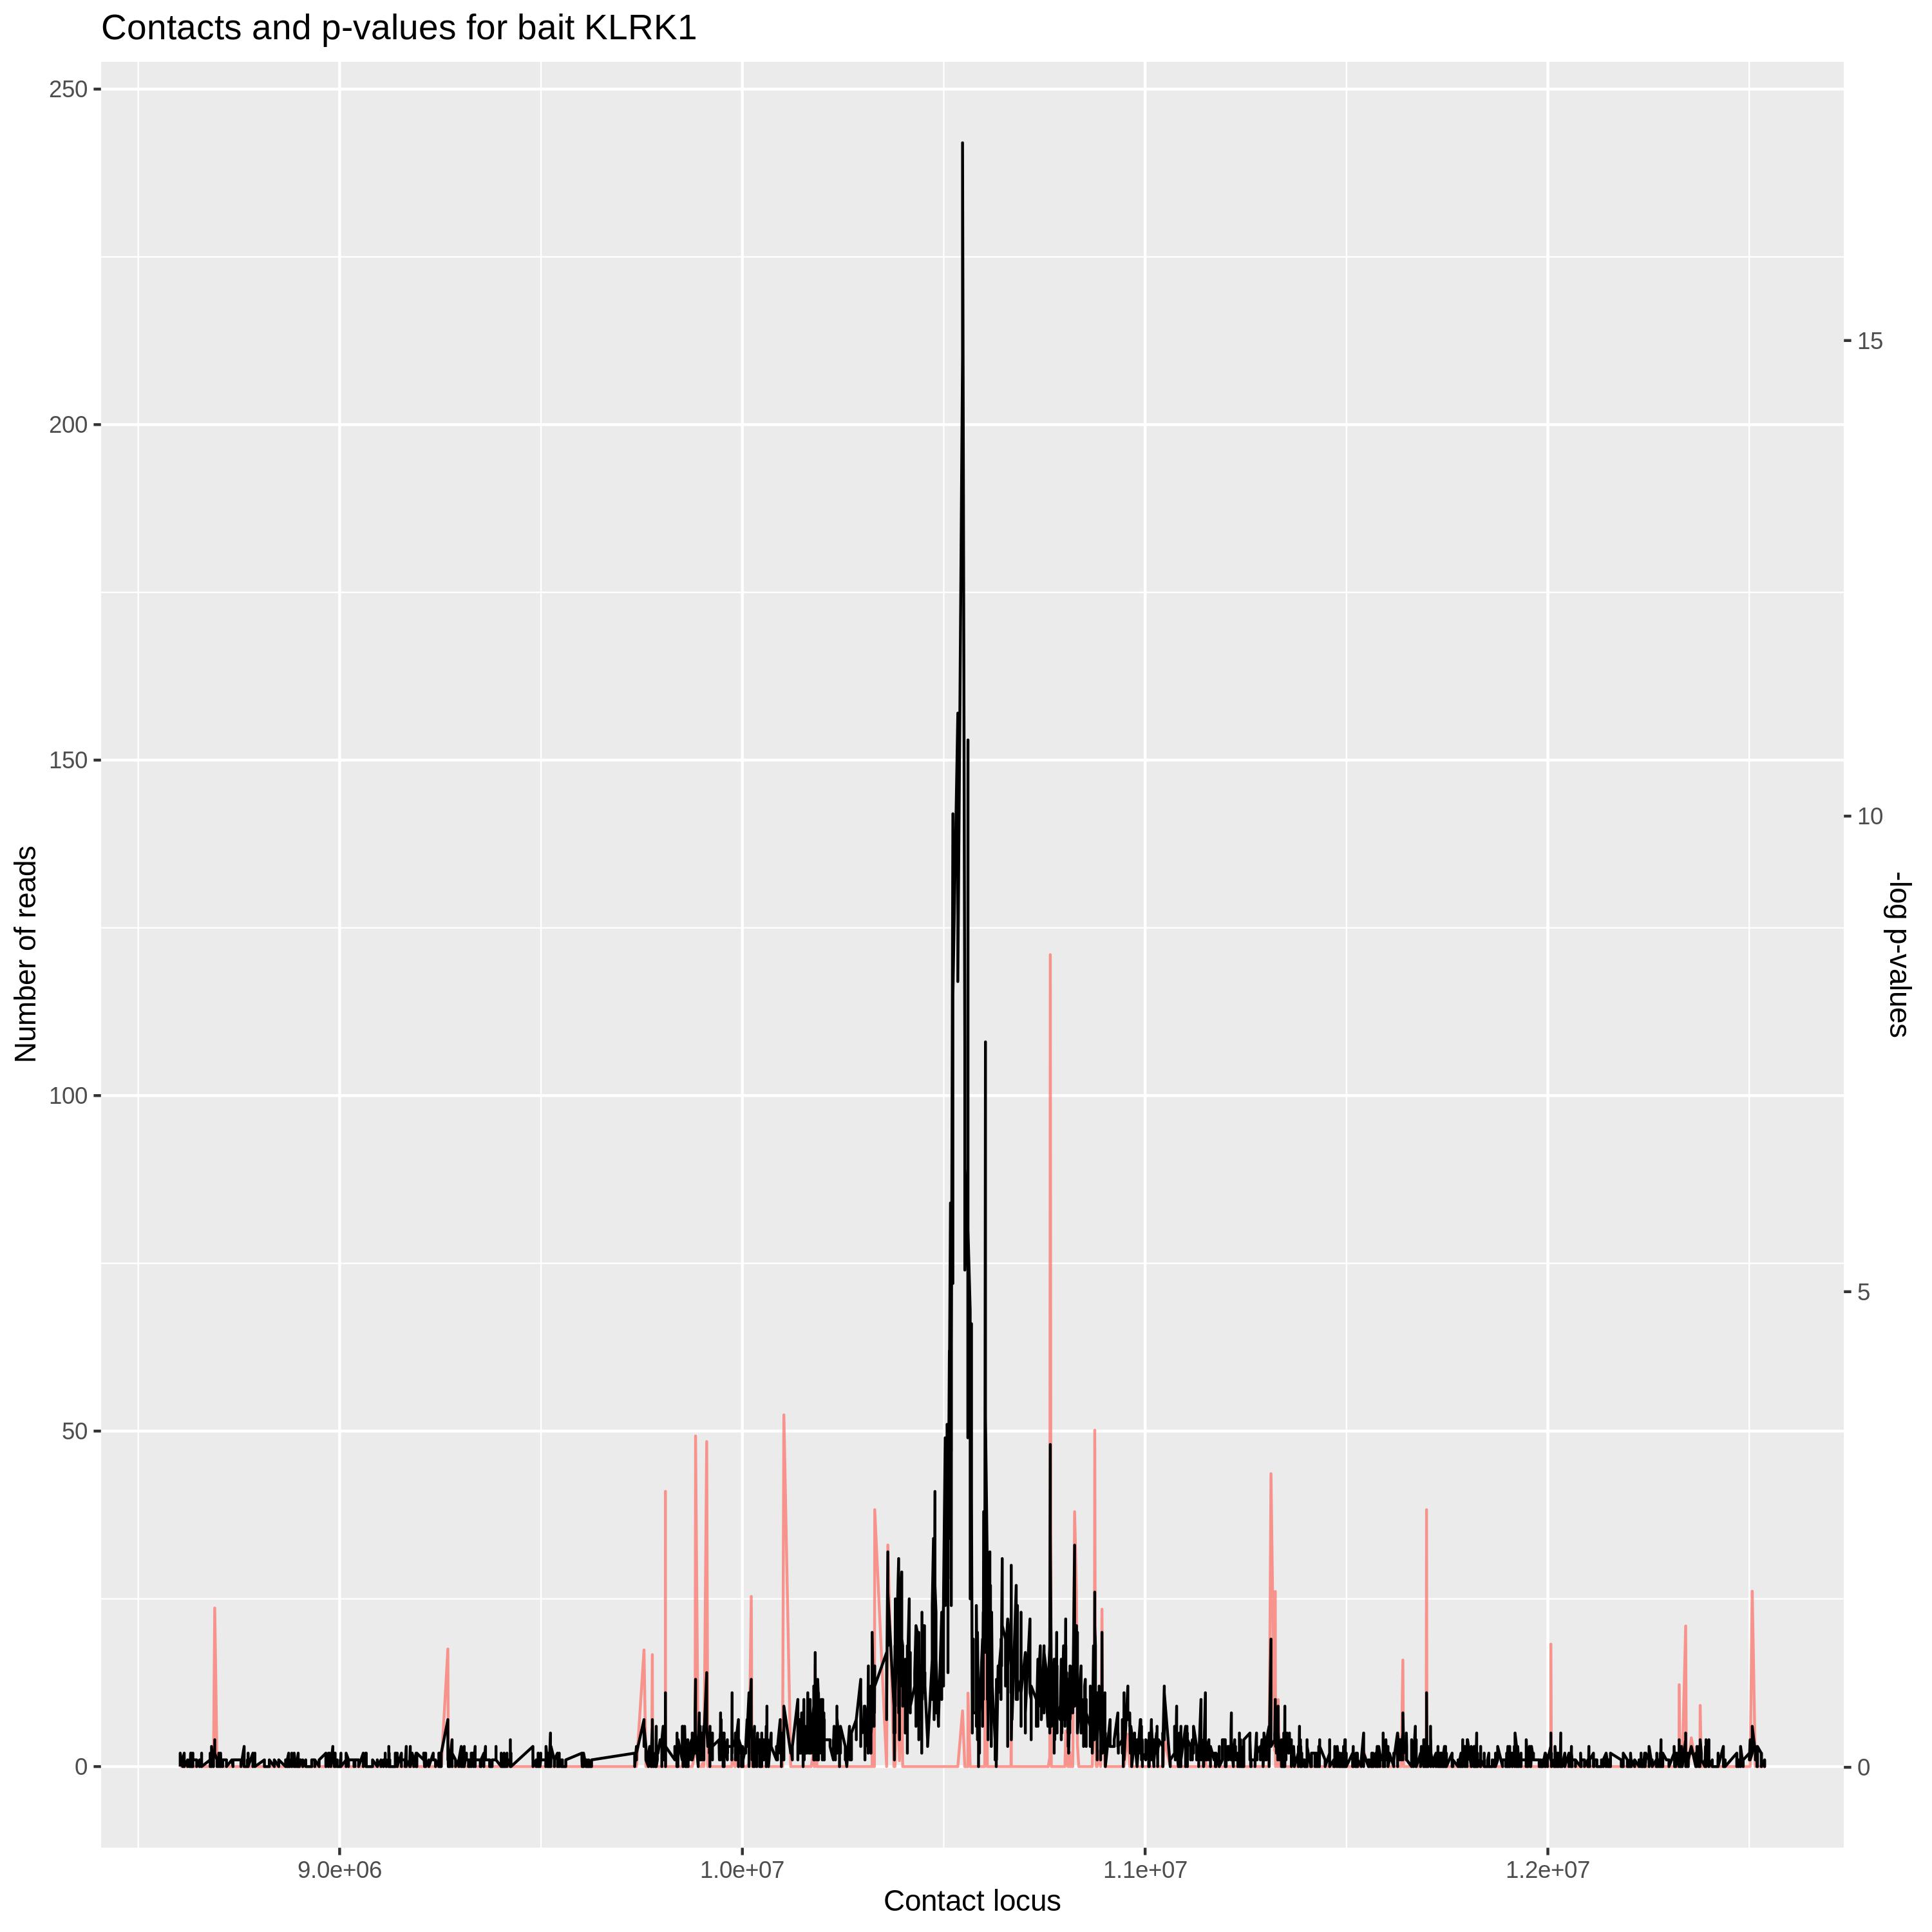 Contacts and p-values for bait KLRK1
250
200
150
100
50
0
Number of reads
15
10
5
0
-log p-values
9.0e+06
1.0e+07
1.1e+07
1.2e+07
Contact locus